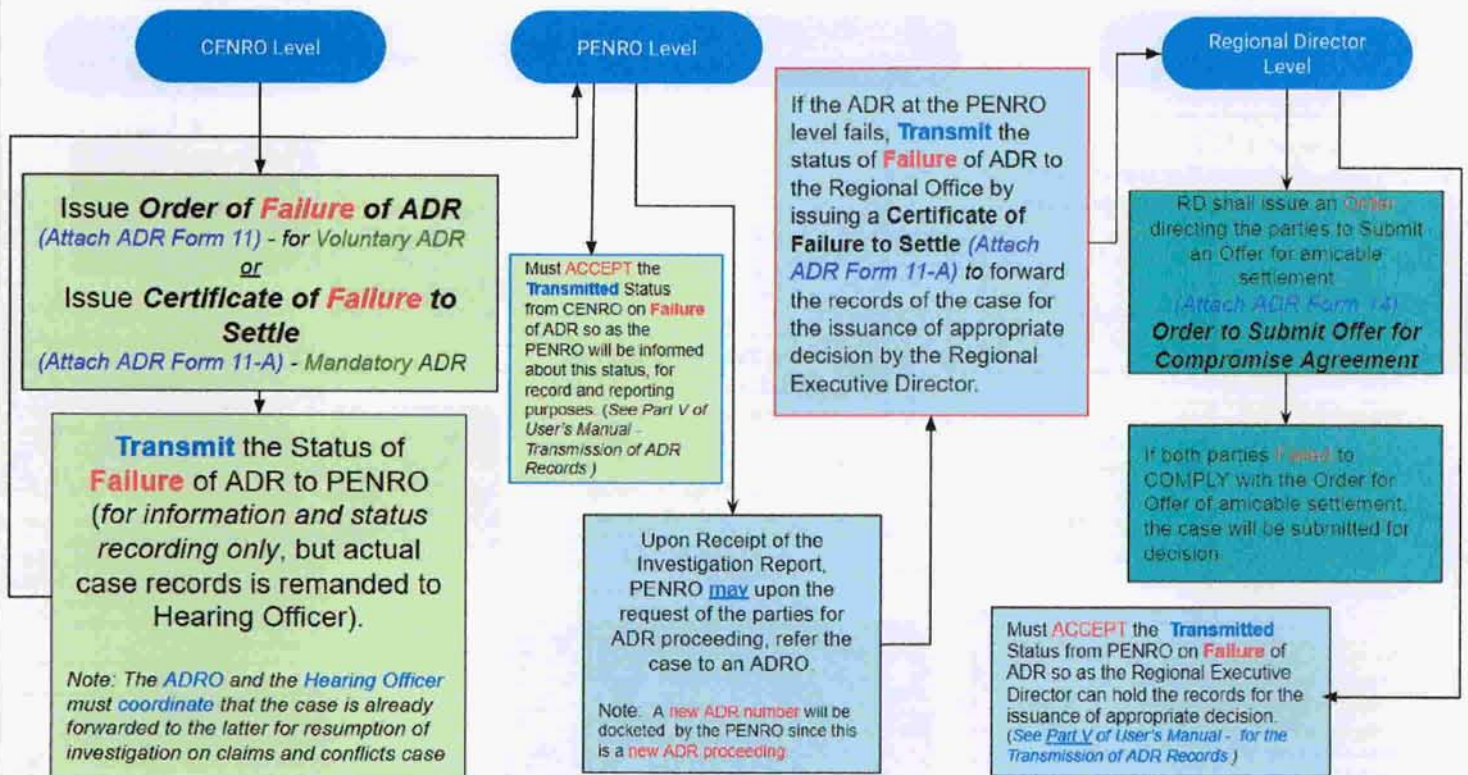 CENRO Level
Issue Order of Failure of ADR
(Attach ADR Form 11) - for Voluntary ADR
or
Issue Certificate of Failure to
Settle
(Attach ADR Form 11-A) - Mandatory ADR
Transmit the Status of
Failure of ADR to PENRO
(for information and status
recording only, but actual
case records is remanded to
Hearing Officer).
Note: The ADRO and the Hearing Officer
must coordinate that the case is already
forwarded to the latter for resumption of
investigation on claims and conflicts case
PENRO Level
Must ACCEPT the
Transmitted Status
from CENRO on Failure
of ADR so as the
PENRO will be informed
about this status, for
record and reporting
purposes. (See Part V of
User's Manual -
Transmission of ADR
Records )
Upon Receipt of the
Investigation Report,
PENRO may upon the
request of the parties for
ADR proceeding, refer the
case to an ADRO.
Note: A new ADR number will be
docketed by the PENRO since this
is a new ADR proceeding.
If the ADR at the PENRO
level fails, Transmit the
status of Failure of ADR to
the Regional Office by
issuing a Certificate of
Failure to Settle (Attach
ADR Form 11-A) to forward
the records of the case for
the issuance of appropriate
decision by the Regional
Executive Director.
Regional Director
Level
RD shall issue an Order
directing the parties to Submit
an Offer for amicable
settlement
(Attach ADR Form 14)
Order to Submit Offer for
Compromise Agreement
If both parties Failed to
COMPLY with the Order for
Offer of amicable settlement,
the case will be submitted for
decision
Must ACCEPT the Transmitted
Status from PENRO on Failure of
ADR so as the Regional Executive
Director can hold the records for the
issuance of appropriate decision.
(See Part V of User's Manual - for the
Transmission of ADR Records )